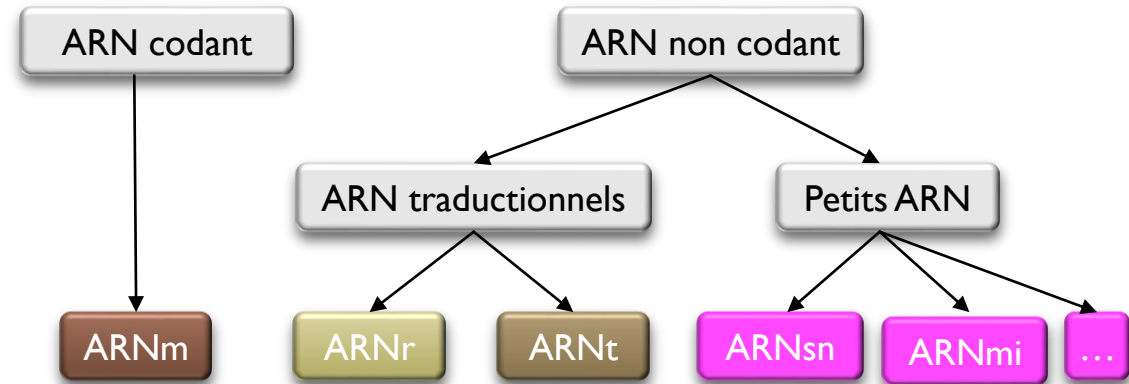 ARN codant
ARN non codant
ARN traductionnels
Petits ARN
ARNm
ARNr
ARNt
ARNsn
ARNmi
...